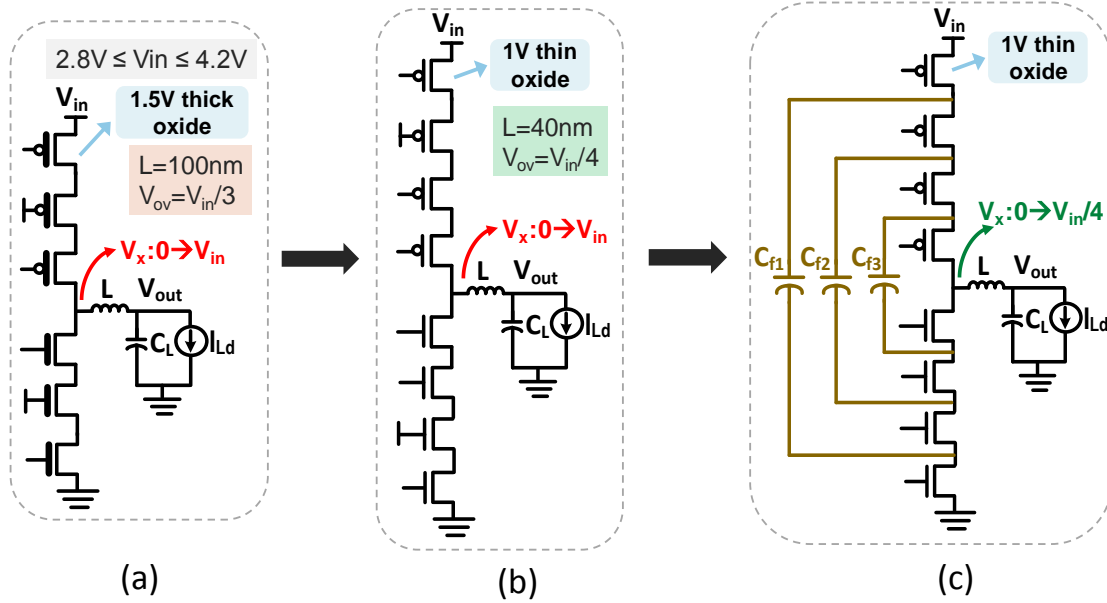 2.8V ≤ Vin ≤ 4.2V
Vin
1.5V thick
oxide
L=100nm
Vov=Vin/3
Vx:0→Vin
L
Vout
CL
ILd
(a)
Vin
1V thin
oxide
L=40nm
Vov=Vin/4
Vx:0→Vin
L
Vout
CL
ILd
(b)
Vin
1V thin
oxide
Vx:0→Vin/4
Cf1
Cf2
Cf3
L
Vout
CL
ILd
(c)